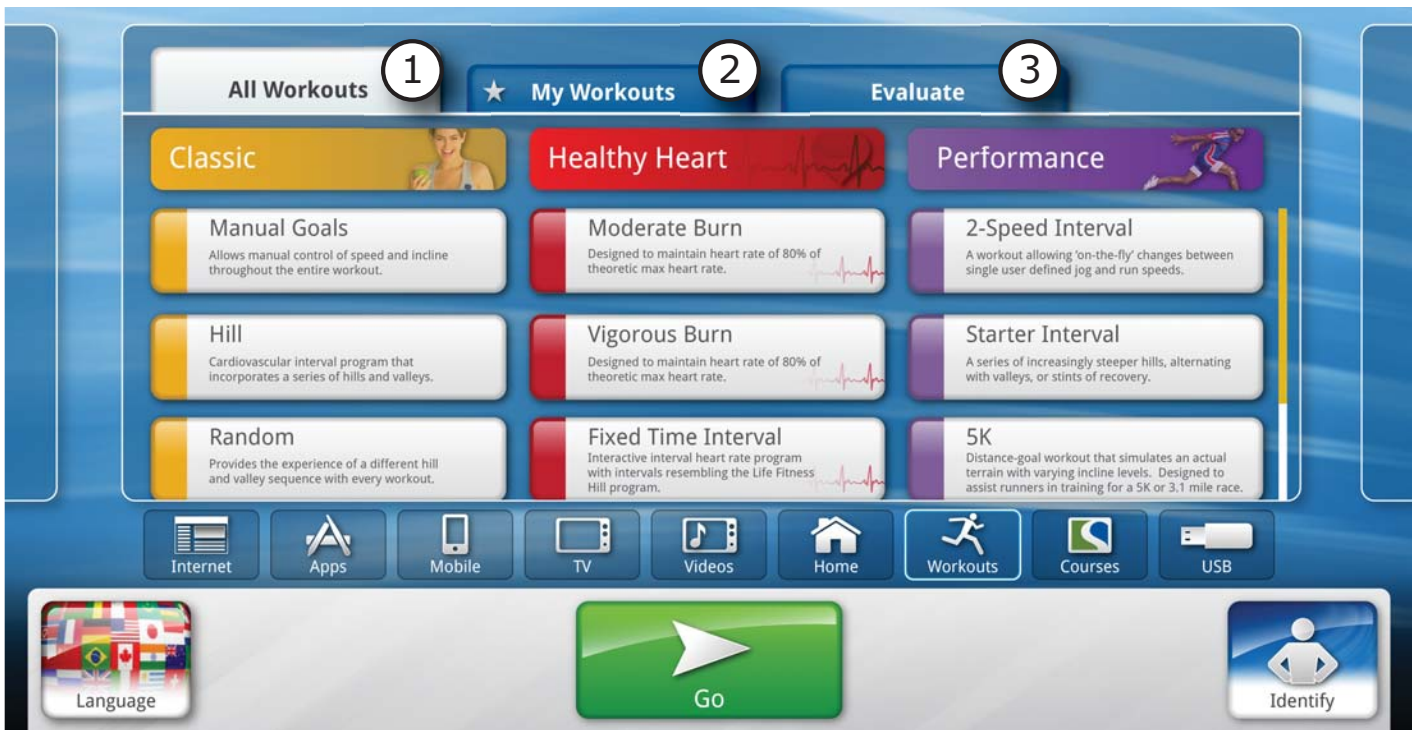 1
2
3
All Workouts
My Workouts
Evaluate
Classic
Healthy Heart
Performance
Manual Goals
Allows manual control of speed and incline
throughout the entire workout.
Moderate Burn
Designed to maintain heart rate of 80% of
theoretic max heart rate.
2-Speed Interval
A workout allowing ‘on-the-fly’ changes between
single user defined jog and run speeds.
Hill
Cardiovascular interval program that
incorporates a series of hills and valleys.
Vigorous Burn
Designed to maintain heart rate of 80% of
theoretic max heart rate.
Starter Interval
A series of increasingly steeper hills, alternating
with valleys, or stints of recovery.
Random
Provides the experience of a different hill
and valley sequence with every workout.
Fixed Time Interval
Interactive interval heart rate program
with intervals resembling the Life Fitness
Hill program.
5K
Distance-goal workout that simulates an actual
terrain with varying incline levels.  Designed to
assist runners in training for a 5K or 3.1 mile race.
Internet
Apps
Mobile
TV
Videos
Home
Workouts
Courses
USB
Language
Go
Identify